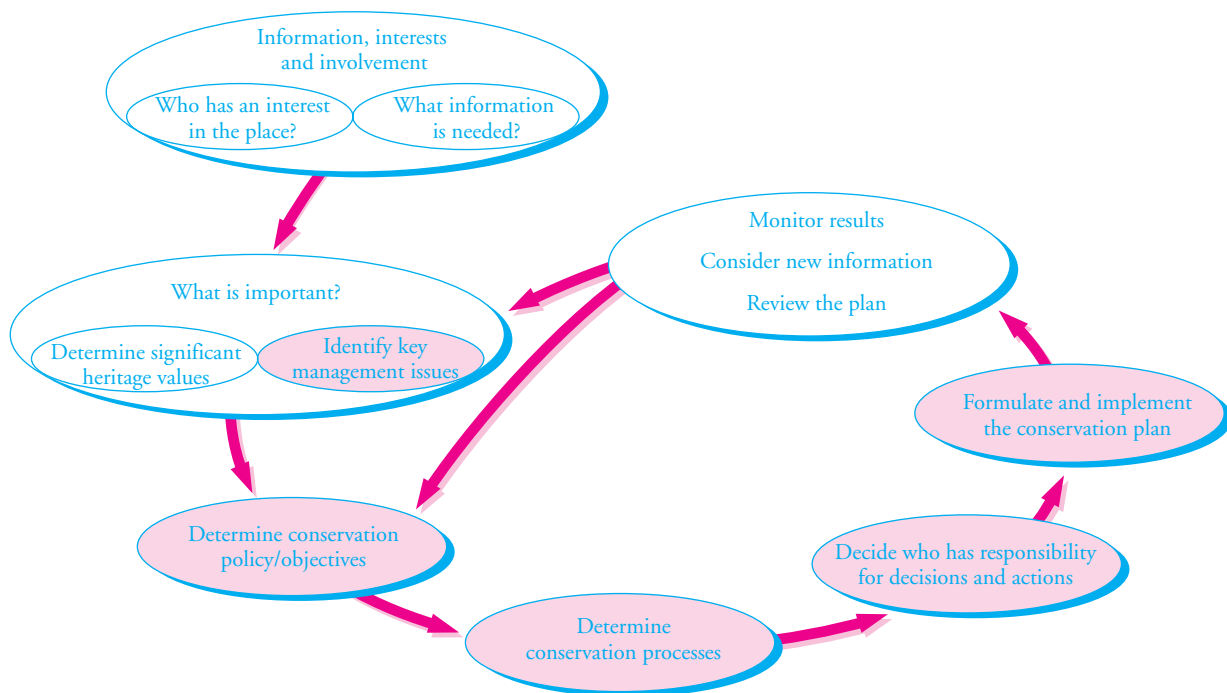 Information, interests
and involvement
Who has an interest
in the place?
What information
is needed?
What is important?
Determine significant
heritage values
Identify key
management issues
Monitor results
Consider new information
Review the plan
Formulate and implement
the conservation plan
Determine conservation
policy/objectives
Decide who has responsibility
for decisions and actions
Determine
conservation processes